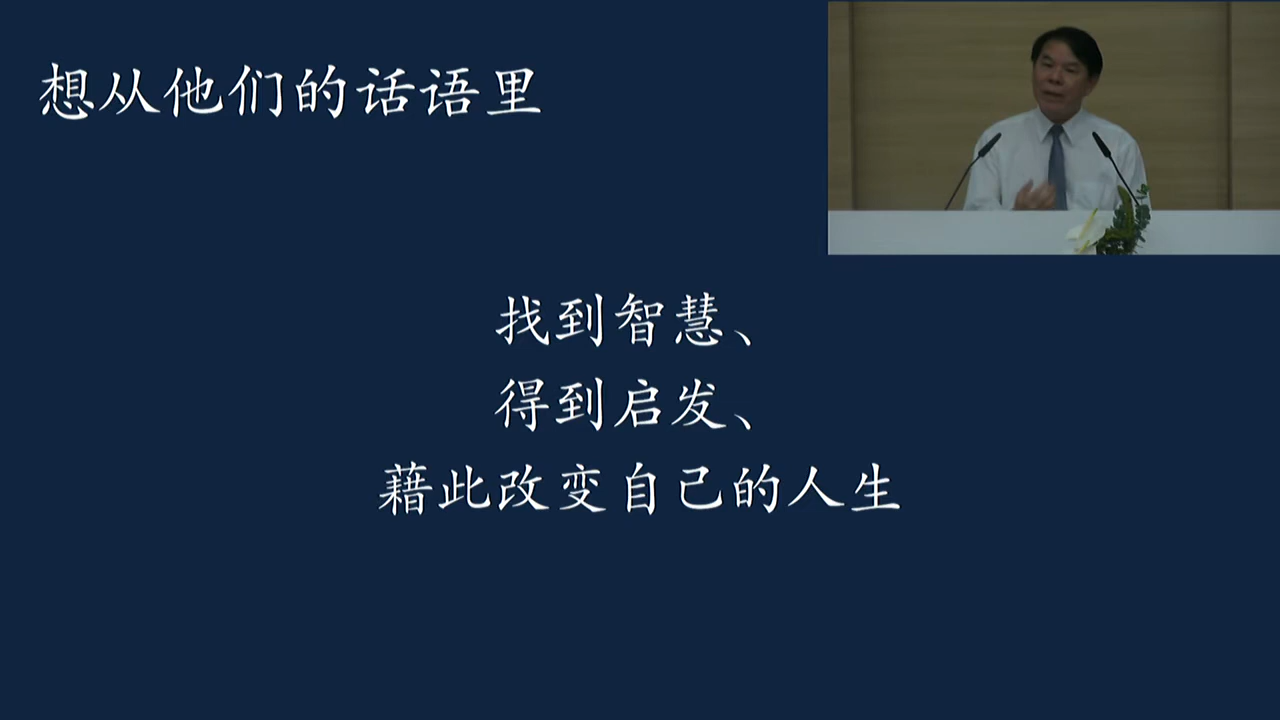 想从他们的话语里
找到智慧、
得到启发、
藉此改变自己的人生